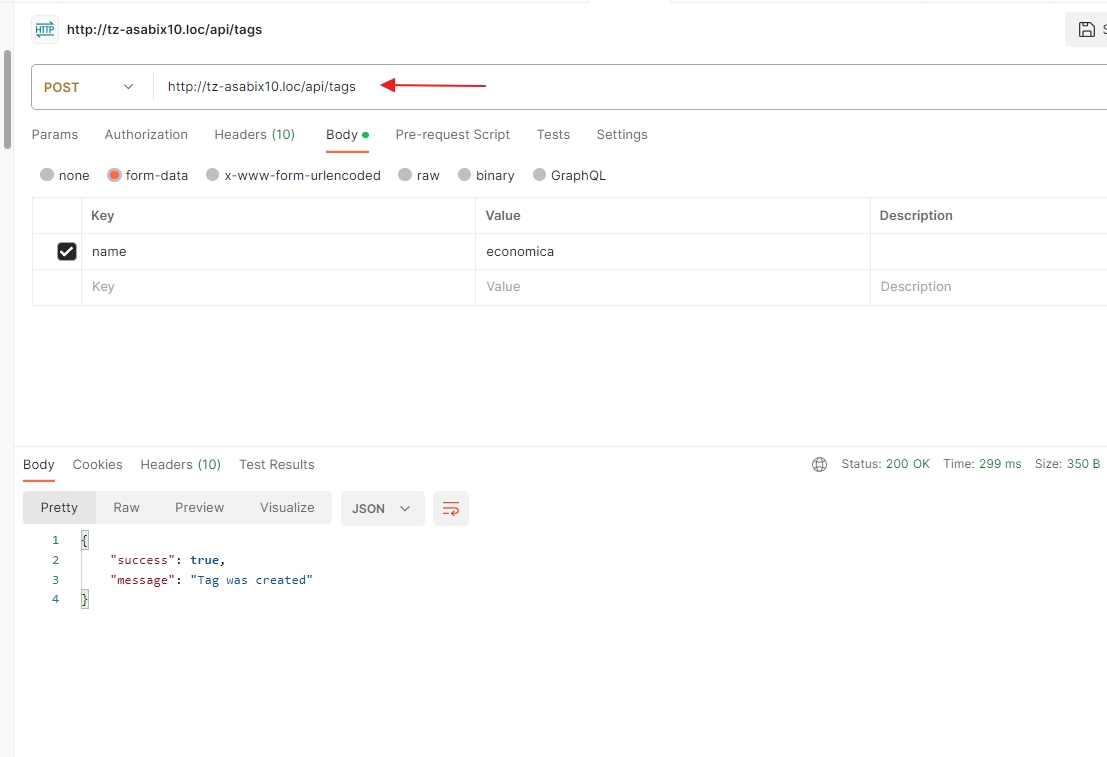 HTTP http://tz-asabix10.loc/api/tags S
POST http://tz-asabix10.loc/api/tags
Params Authorization Headers (10) Body Pre-request Script Tests Settings
none form-data x-www-form-urlencoded raw binary GraphQL
Key Value Description
name economica
Key Value Description
Body Cookies Headers (10) Test Results Status: 200 OK Time: 299 ms Size: 350 B
Pretty Raw Preview Visualize JSON
1 {
2 "success": true,
3 "message": "Tag was created"
4 }